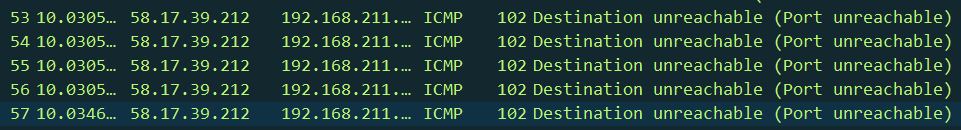 53 10.0305… 58.17.39.212 192.168.211.… ICMP 102 Destination unreachable (Port unreachable)
54 10.0305… 58.17.39.212 192.168.211.… ICMP 102 Destination unreachable (Port unreachable)
55 10.0305… 58.17.39.212 192.168.211.… ICMP 102 Destination unreachable (Port unreachable)
56 10.0305… 58.17.39.212 192.168.211.… ICMP 102 Destination unreachable (Port unreachable)
57 10.0346… 58.17.39.212 192.168.211.… ICMP 102 Destination unreachable (Port unreachable)